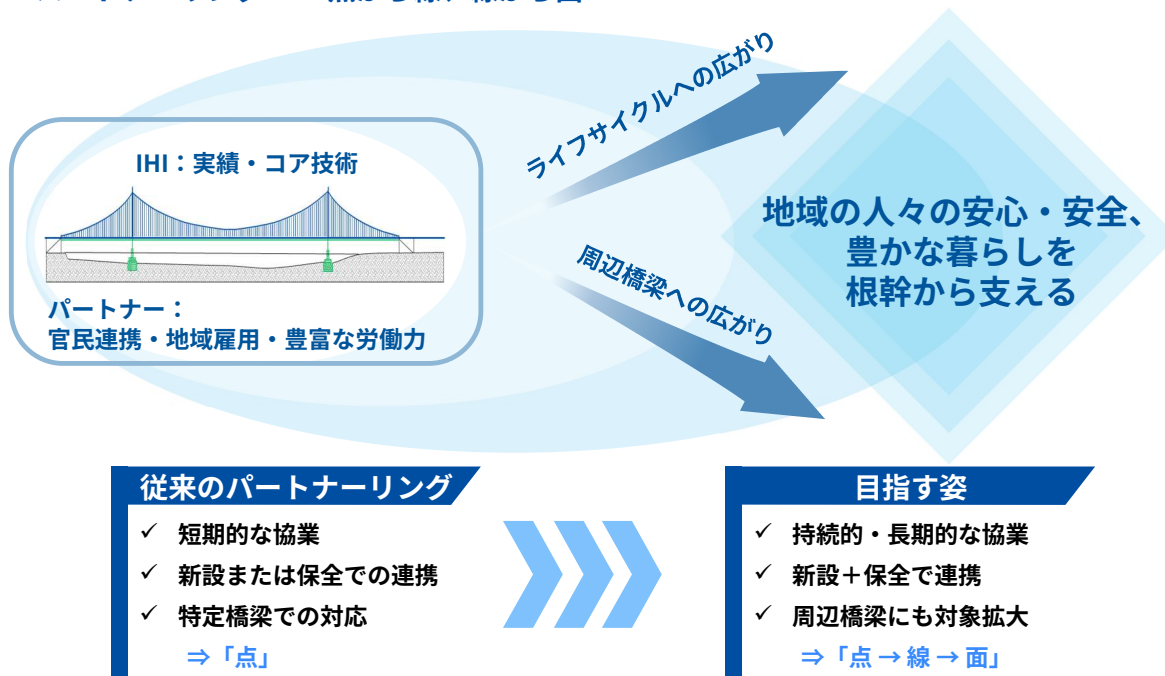 IHI：実績・コア技術
パートナー：
官民連携・地域雇用・豊富な労働力
ライフサイクルへの広がり
周辺橋梁への広がり
地域の人々の安心・安全、
豊かな暮らしを
根幹から支える
従来のパートナーリング
✓ 短期的な協業
✓ 新設または保全での連携
✓ 特定橋梁での対応
⇒「点」
目指す姿
✓ 持続的・長期的な協業
✓ 新設＋保全で連携
✓ 周辺橋梁にも対象拡大
⇒「点 → 線 → 面」